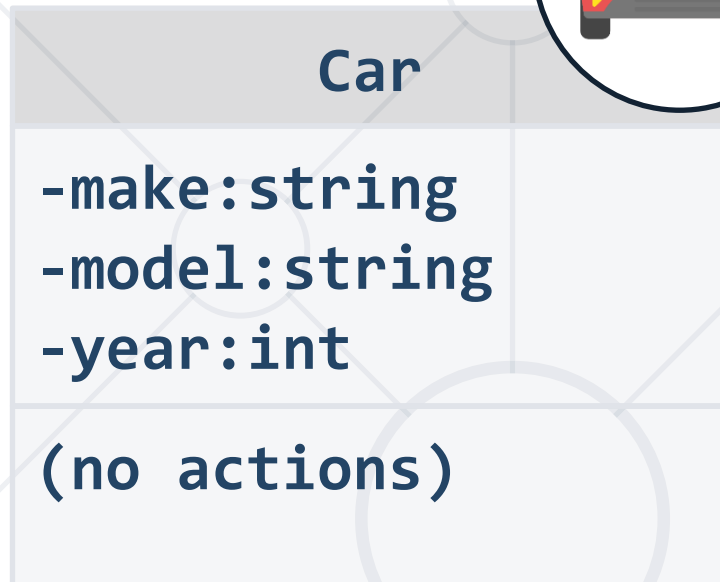 Car
-make:string
-model:string
-year:int
(no actions)